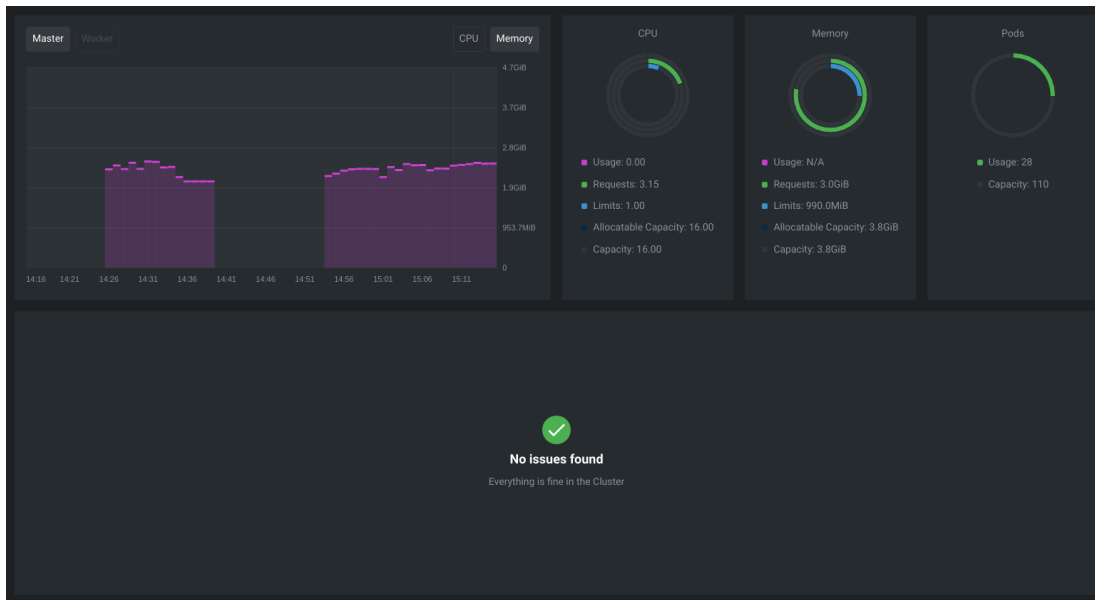 Master Worker CPU Memory
4.7GiB
3.7GiB
2.8GiB
1.9GiB
953.7MiB
0
14:16 14:21 14:26 14:31 14:36 14:41 14:46 14:51 14:56 15:01 15:06 15:11
CPU
Usage: 0.00
Requests: 3.15
Limits: 1.00
Allocatable Capacity: 16.00
Capacity: 16.00
Memory
Usage: N/A
Requests: 3.0GiB
Limits: 990.0MiB
Allocatable Capacity: 3.8GiB
Capacity: 3.8GiB
Pods
Usage: 28
Capacity: 110
No issues found
Everything is fine in the Cluster